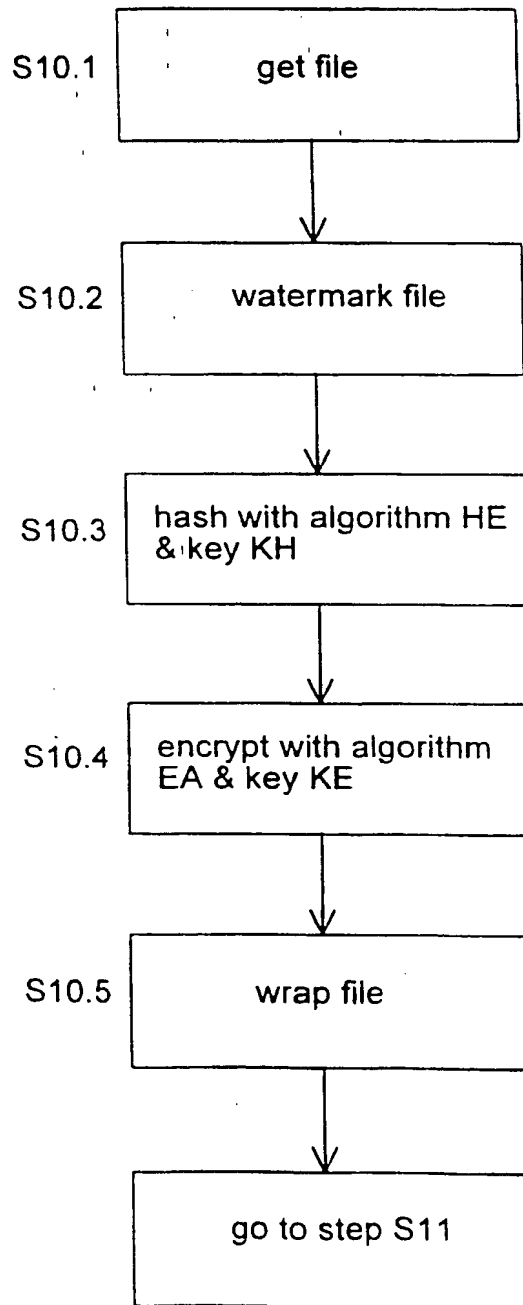 S10.1
get file
S10.2
watermark file
S10.3
hash with algorithm HE
& key KH
S10.4
encrypt with algorithm
EA & key KE
S10.5
wrap file
go to step S11